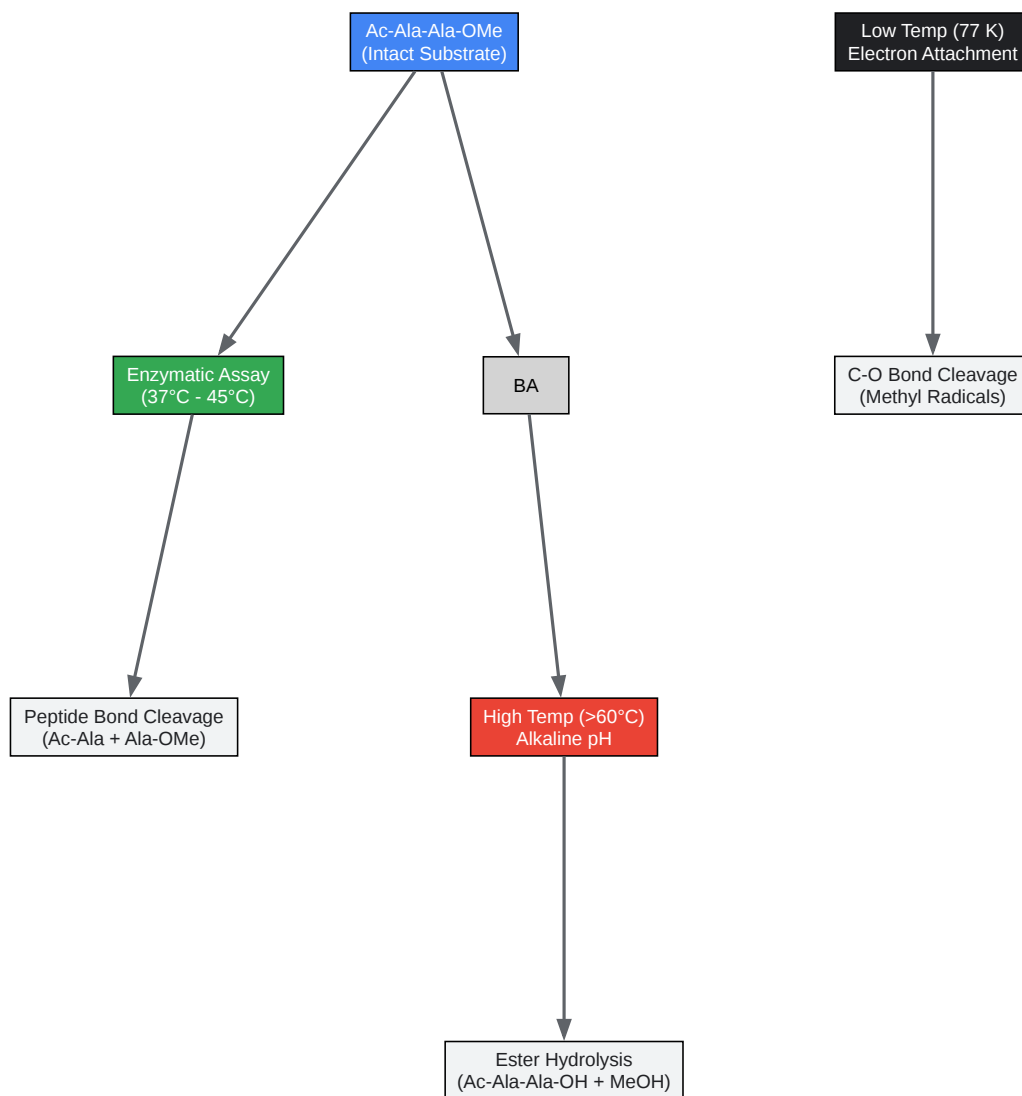 Ac-Ala-Ala-OMe
(Intact Substrate)
Low Temp (77 K)
Electron Attachment
Enzymatic Assay
(37°C - 45°C)
BA
C-O Bond Cleavage
(Methyl Radicals)
Peptide Bond Cleavage
(Ac-Ala + Ala-OMe)
High Temp (>60°C)
Alkaline pH
Ester Hydrolysis
(Ac-Ala-Ala-OH + MeOH)